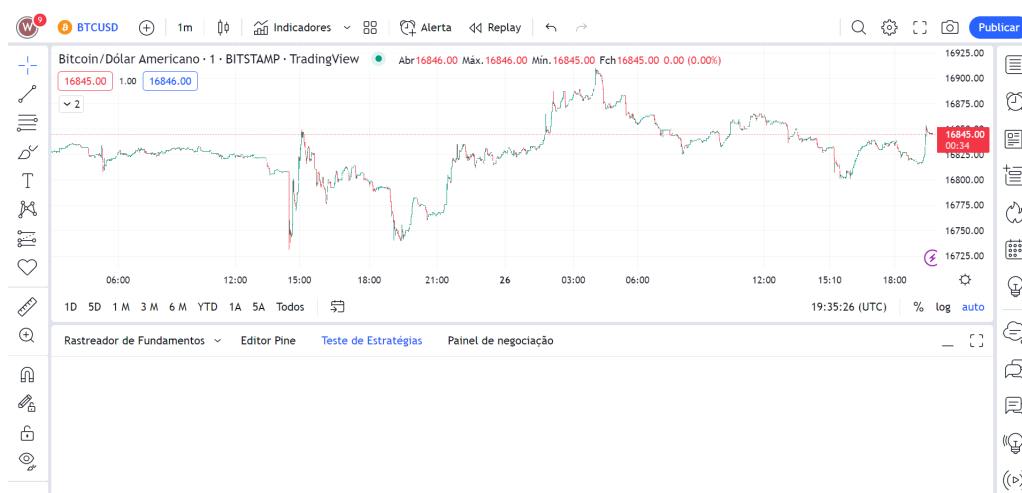 W 9 BTCUSD 1m Indicadores Alerta Replay Publicar
Bitcoin/Dólar Americano · 1 · BITSTAMP · TradingView Abr16846.00 Máx.16846.00 Mín.16845.00 Fch16845.00 0.00 (0.00%)
16845.00 1.00 16846.00
2
16925.00
16900.00
16875.00
16845.00
00:34
16825.00
16800.00
16775.00
16750.00
16725.00
06:00 12:00 15:00 18:00 21:00 26 03:00 06:00 12:00 15:10 18:00
1D 5D 1 M 3 M 6 M YTD 1A 5A Todos 19:35:26 (UTC) % log auto
Rastreador de Fundamentos Editor Pine Teste de Estratégias Painel de negociação